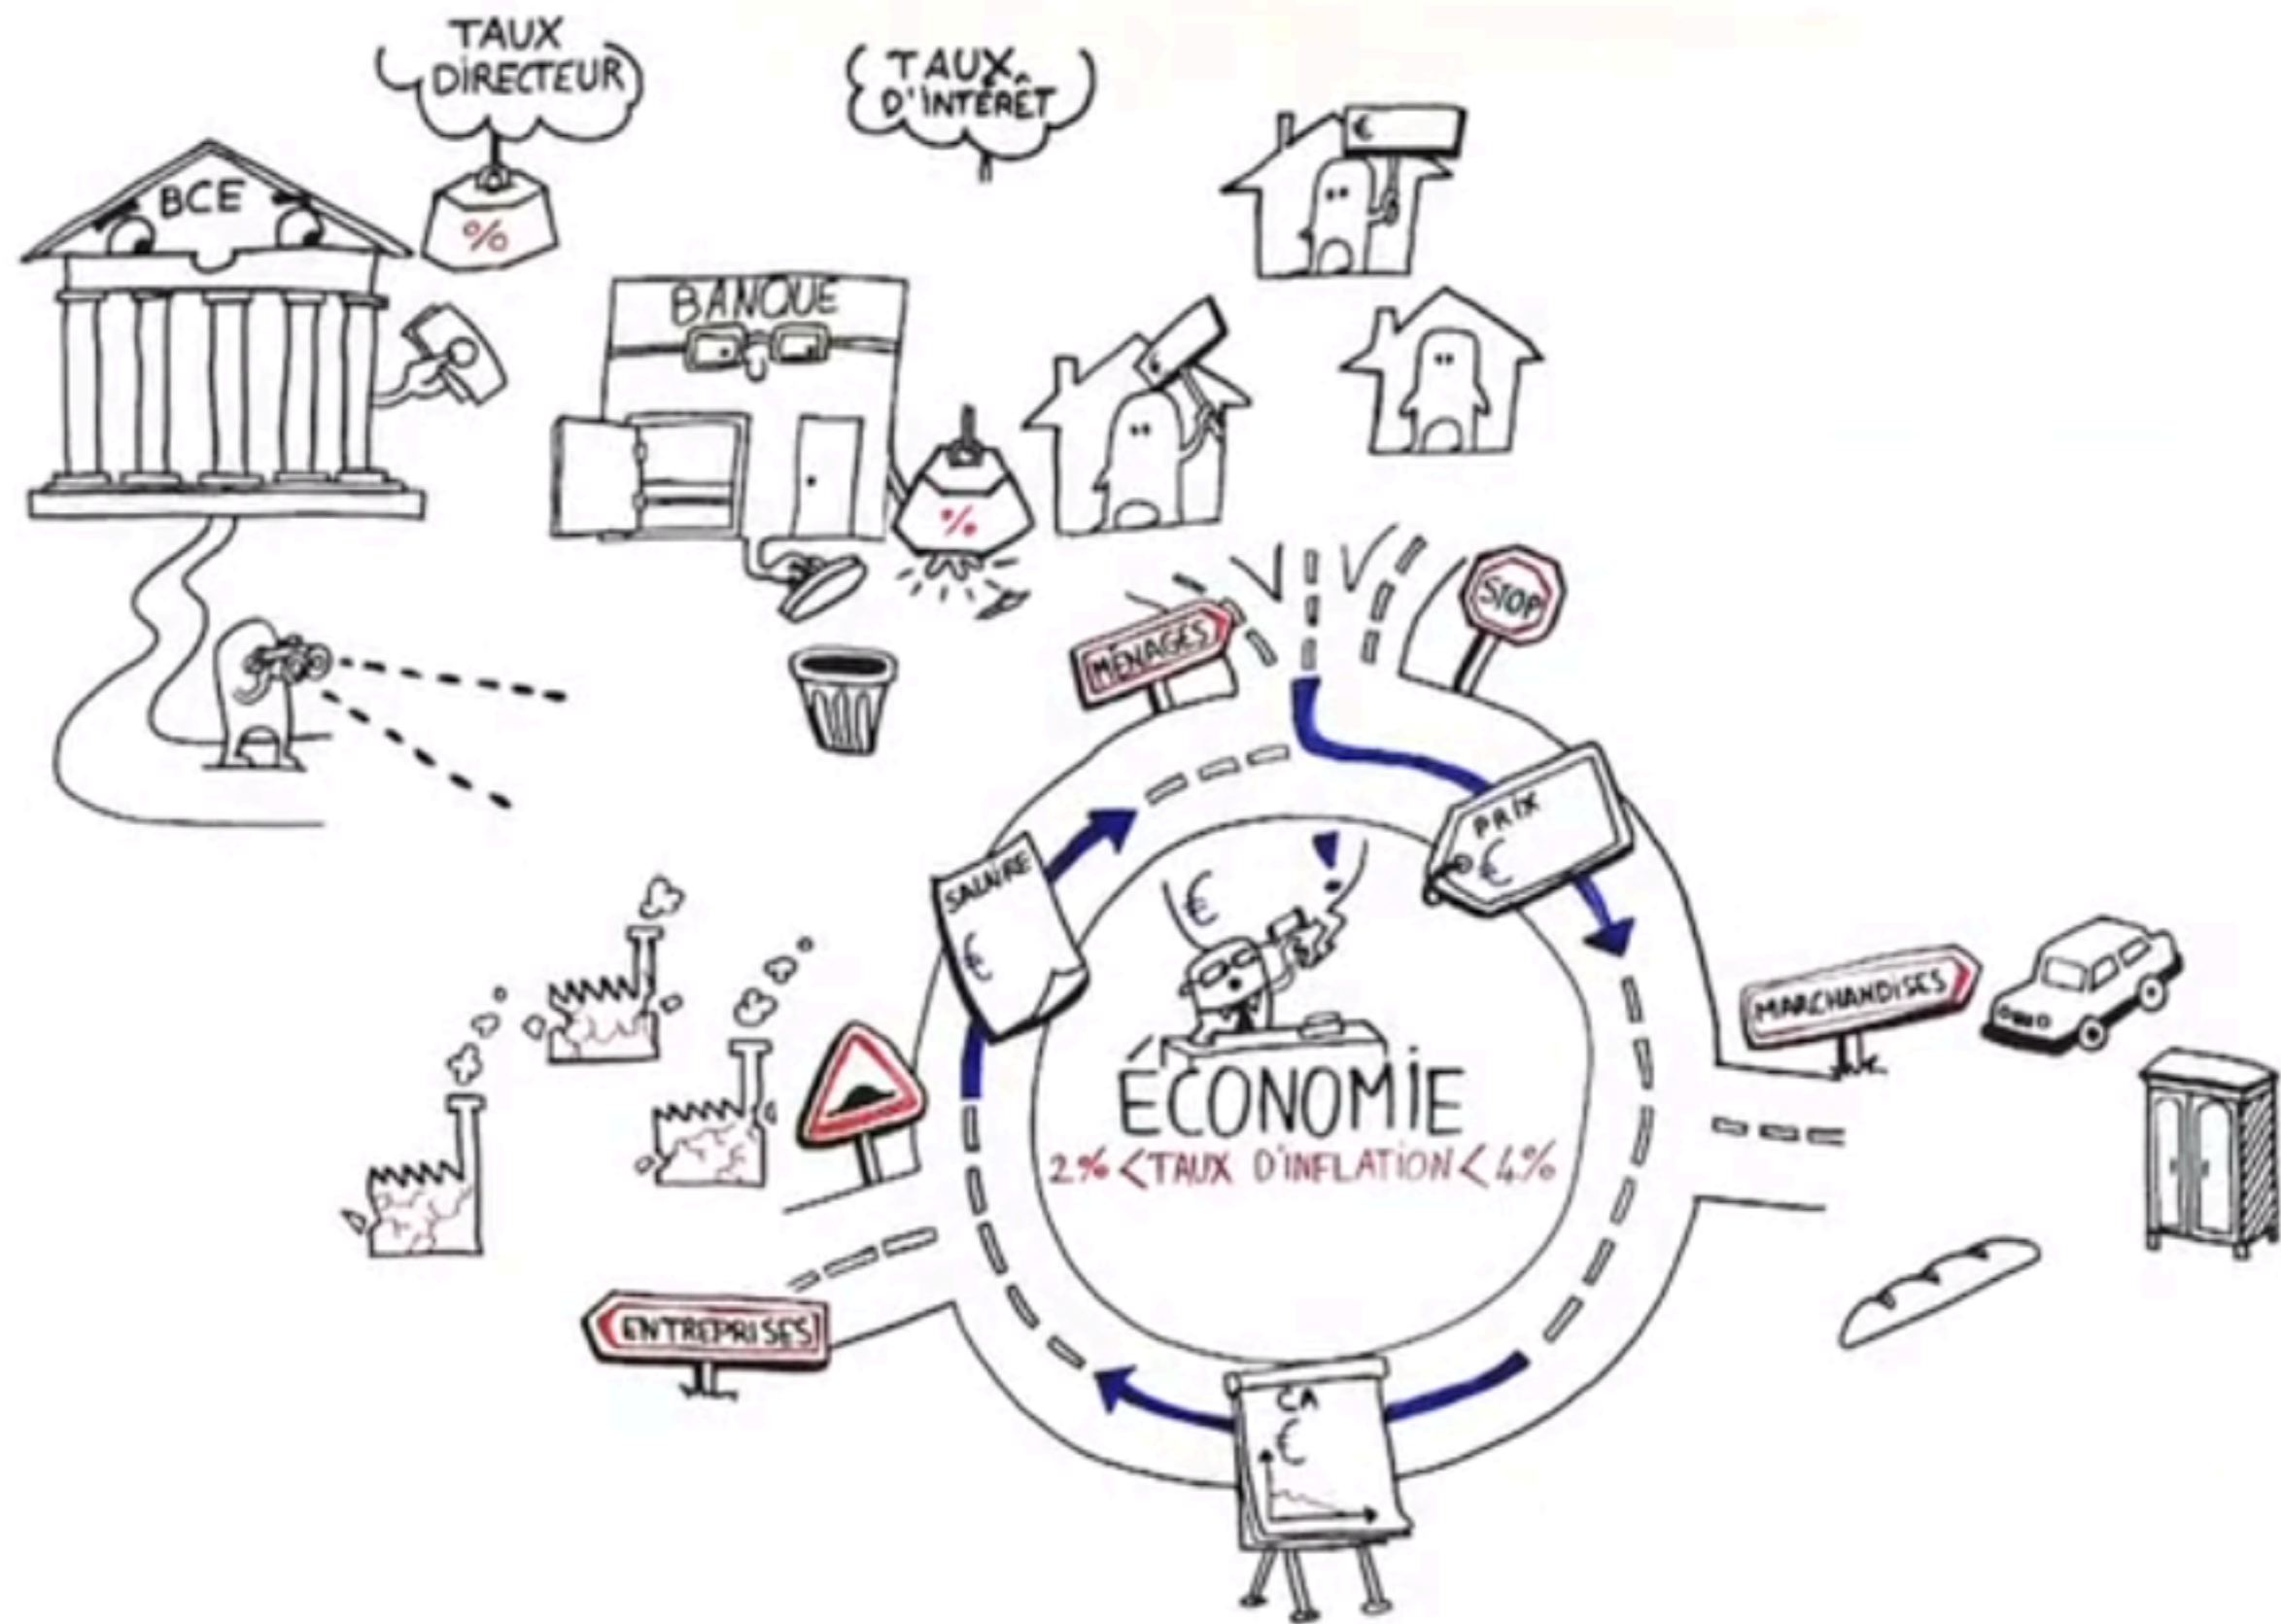 TAUX
DIRECTEUR
TAUX
D'INTÉRÊT
€
BCE
%
BANQUE
€
%
STOP
MÉNAGES
PRIX
€
SALAIRE
€
€
MARCHANDISES
ÉCONOMIE
2% < TAUX D'INFLATION < 4%
ENTREPRISES
CA
€